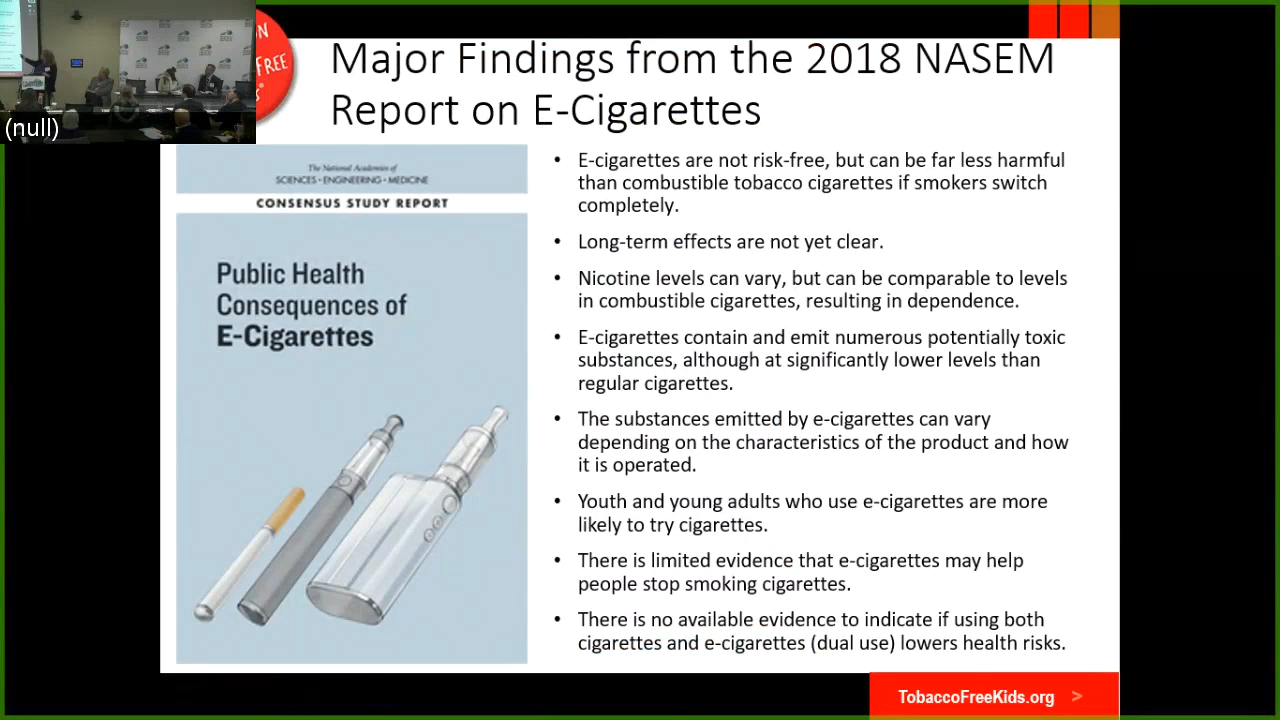 Major Findings from the 2018 NASEM
Report on E-Cigarettes
(null)
The National Academies of
SCIENCES • ENGINEERING • MEDICINE
CONSENSUS STUDY REPORT
Public Health
Consequences of
E-Cigarettes
• E-cigarettes are not risk-free, but can be far less harmful
than combustible tobacco cigarettes if smokers switch
completely.
• Long-term effects are not yet clear.
• Nicotine levels can vary, but can be comparable to levels
in combustible cigarettes, resulting in dependence.
• E-cigarettes contain and emit numerous potentially toxic
substances, although at significantly lower levels than
regular cigarettes.
• The substances emitted by e-cigarettes can vary
depending on the characteristics of the product and how
it is operated.
• Youth and young adults who use e-cigarettes are more
likely to try cigarettes.
• There is limited evidence that e-cigarettes may help
people stop smoking cigarettes.
• There is no available evidence to indicate if using both
cigarettes and e-cigarettes (dual use) lowers health risks.
TobaccoFreeKids.org >